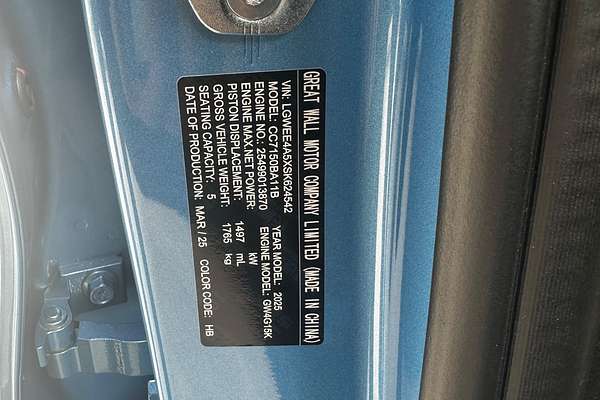 GREAT WALL MOTOR COMPANY LIMITED (MADE IN CHINA)
VIN: LGWEE4A5XSK624542
MODEL: CC7150BA11B YEAR MODEL: 2025
ENGINE NO.: 25499013870 ENGINE MODEL: GW4G15K
ENGINE MAX.NET POWER: kW
PISTON DISPLACEMENT: 1497 mL
GROSS VEHICLE WEIGHT: 1765 kg
SEATING CAPACITY: 5
DATE OF PRODUCTION: MAR / 25 COLOR CODE: HB